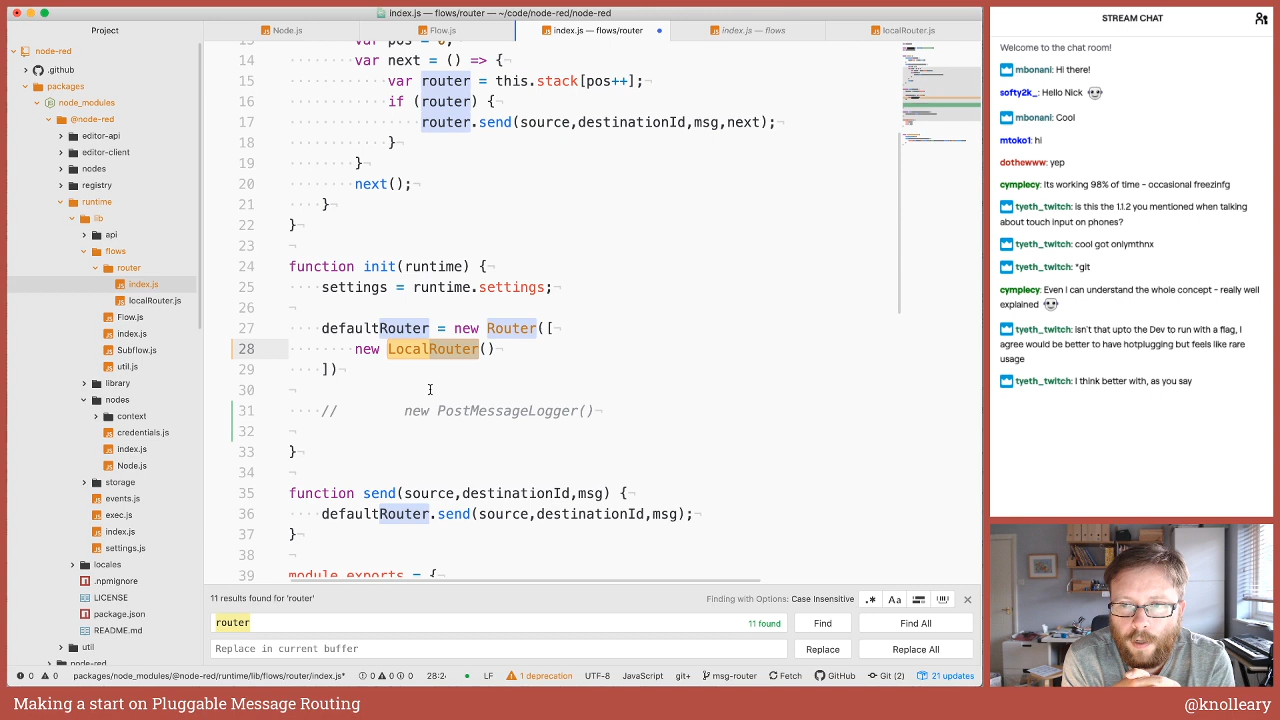 index.js — flows/router — ~/code/node-red/node-red
Project
Node.js
Flow.js
index.js — flows/router
index.js — flows
localRouter.js
node-red
.github
packages
node_modules
@node-red
editor-api
editor-client
nodes
registry
runtime
lib
api
flows
router
index.js
localRouter.js
Flow.js
index.js
Subflow.js
util.js
library
nodes
context
credentials.js
index.js
Node.js
storage
events.js
exec.js
index.js
settings.js
locales
.npmignore
LICENSE
package.json
README.md
util
node-red
13 var pos = 0;
14 var next = () => {
15 var router = this.stack[pos++];
16 if (router) {
17 router.send(source,destinationId,msg,next);
18 }
19 }
20 next();
21 }
22 }
23
24 function init(runtime) {
25 settings = runtime.settings;
26
27 defaultRouter = new Router([
28 new LocalRouter()
29 ])
30
31 // new PostMessageLogger()
32
33 }
34
35 function send(source,destinationId,msg) {
36 defaultRouter.send(source,destinationId,msg);
37 }
38
39 module.exports = {
11 results found for 'router'
Finding with Options: Case Insensitive
.* Aa
router
11 found
Find
Find All
Replace in current buffer
Replace
Replace All
0 0 packages/node_modules/@node-red/runtime/lib/flows/router/index.js* 0 0 0 28:2 LF 1 deprecation UTF-8 JavaScript git+ msg-router Fetch GitHub Git (2) 21 updates
STREAM CHAT
Welcome to the chat room!
mbonani: Hi there!
softy2k_: Hello Nick
mbonani: Cool
mtoko1: hi
dothewww: yep
cymplecy: Its working 98% of time - occasional freezinfg
tyeth_twitch: is this the 1.1.2 you mentioned when talking
about touch input on phones?
tyeth_twitch: cool got onlymthnx
tyeth_twitch: *git
cymplecy: Even I can understand the whole concept - really well
explained
tyeth_twitch: isn't that upto the Dev to run with a flag, I
agree would be better to have hotplugging but feels like rare
usage
tyeth_twitch: I think better with, as you say
Making a start on Pluggable Message Routing
@knolleary